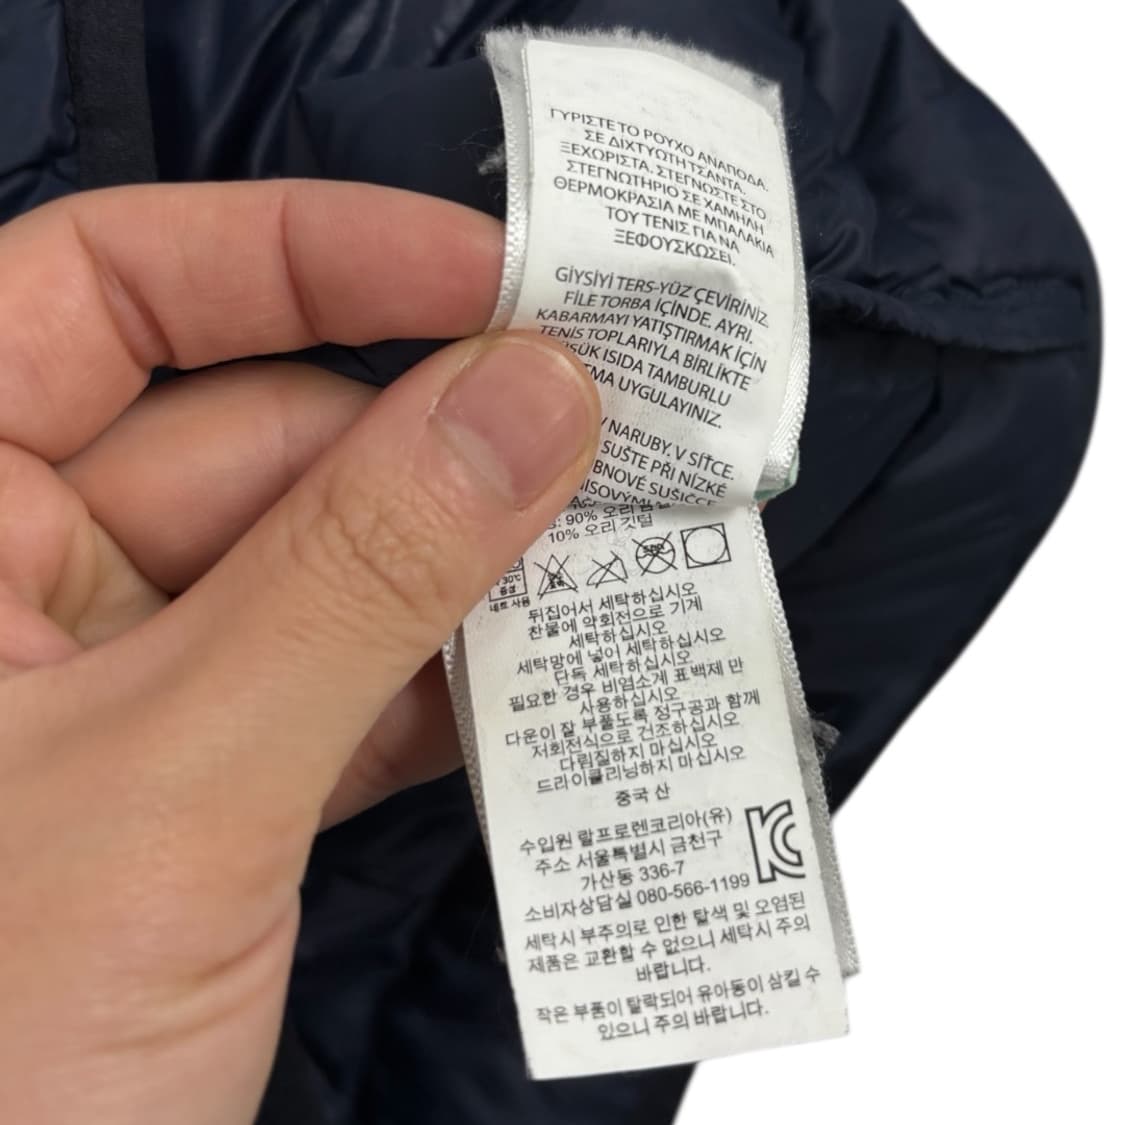 ΓΥΡΙΣΤΕ ΤΟ ΡΟΥΧΟ ΑΝΑΠΟΔΑ.
ΣΕ ΔΙΧΤΥΩΤΗ ΤΣΑΝΤΑ.
ΞΕΧΩΡΙΣΤΑ. ΣΤΕΓΝΩΣΤΕ ΣΤΟ
ΣΤΕΓΝΩΤΗΡΙΟ ΣΕ ΧΑΜΗΛΗ
ΘΕΡΜΟΚΡΑΣΙΑ ΜΕ ΜΠΑΛΑΚΙΑ
ΤΟΥ ΤΕΝΙΣ ΓΙΑ ΝΑ
ΞΕΦΟΥΣΚΩΣΕΙ.
GİYSİYİ TERS-YÜZ ÇEVİRİNİZ.
FİLE TORBA İÇİNDE. AYRI.
KABARMAYI YATIŞTIRMAK İÇİN
TENİS TOPLARIYLA BİRLİKTE
ISIDA TAMBURLU
UYGULAYINIZ.
NARUBY. V SÍŤCE.
SUŠTE PŘI NÍZKÉ
90% 오리
10% 오리 깃털
30℃
중성
네트 사용
뒤집어서 세탁하십시오
찬물에 약회전으로 기계
세탁하십시오
세탁망에 넣어 세탁하십시오
단독 세탁하십시오
필요한 경우 비염소계 표백제 만
사용하십시오
다운이 잘 부풀도록 정구공과 함께
저회전식으로 건조하십시오
다림질하지 마십시오
드라이클리닝하지 마십시오
중국 산
수입원 랄프로렌코리아(유)
주소 서울특별시 금천구
가산동 336-7
소비자상담실 080-566-1199
세탁시 부주의로 인한 탈색 및 오염된
제품은 교환할 수 없으니 세탁시 주의
바랍니다.
작은 부품이 탈락되어 유아동이 삼킬 수
있으니 주의 바랍니다.